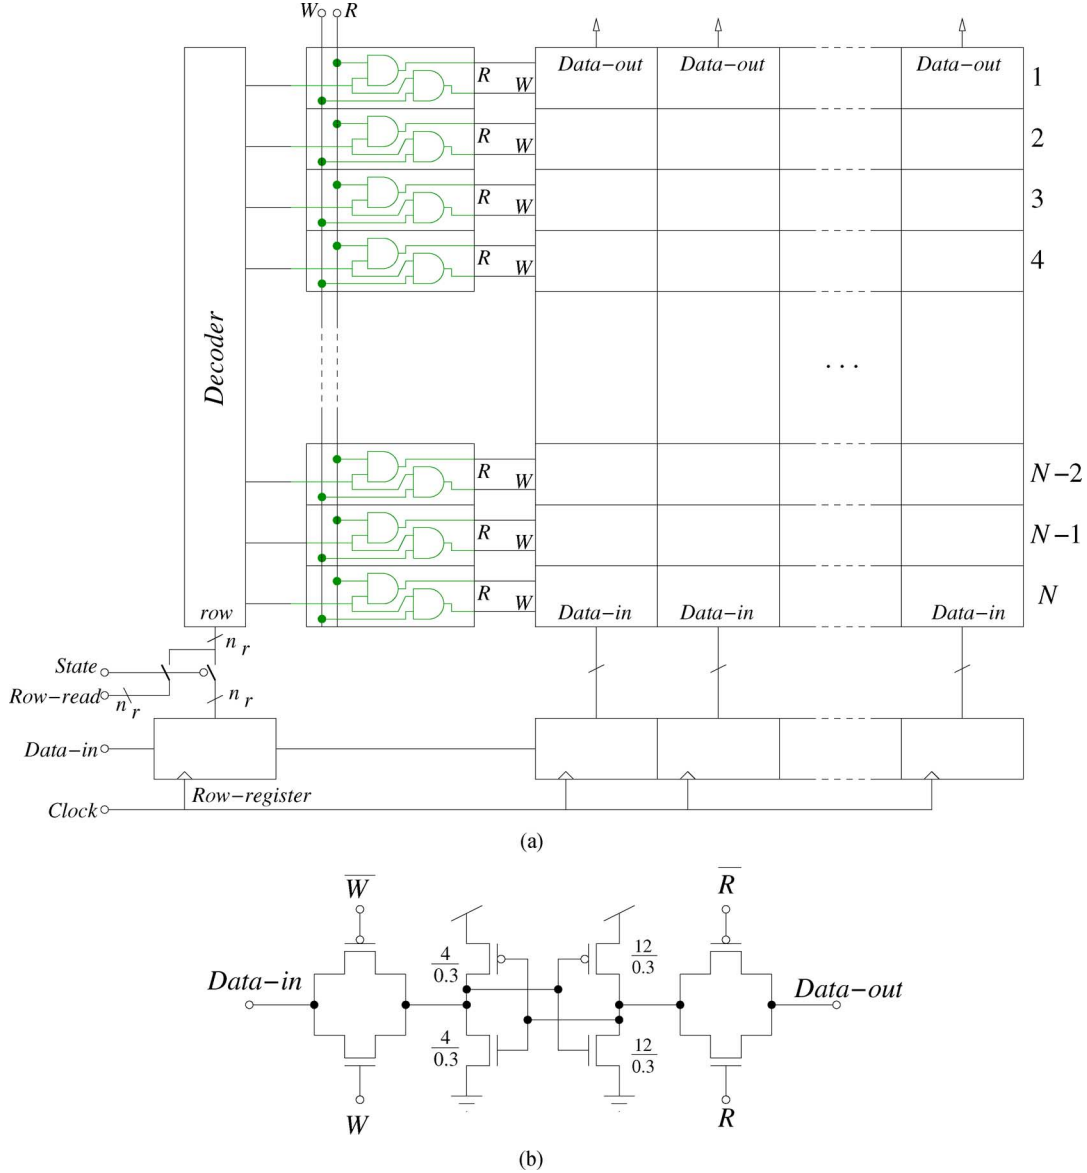 W R
Data−out Data−out Data−out 1
R W
2
R W
3
R W
4
R W
Decoder
. . .
N−2
R W
N−1
R W
N
R W
row Data−in Data−in Data−in
n r
State
Row−read n r n r
Data−in
Row−register
Clock
(a)
W R
4/0.3 12/0.3
Data−in Data−out
4/0.3 12/0.3
W R
(b)